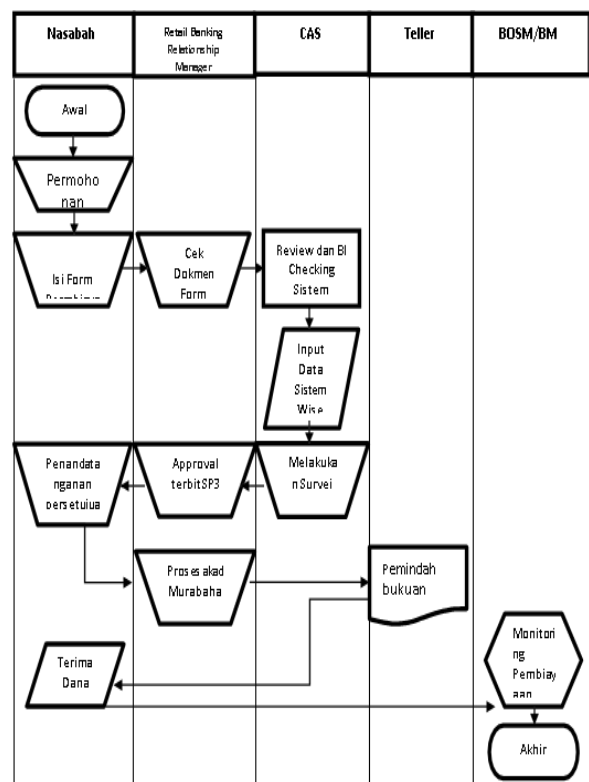 Nasabah
Retail Banking
Relationship
Manager
CAS
Teller
BOSM/BM
Awal
Permoho
nan
Isi Form
Cek
Dokmen
Form
Review dan BI
Checking
Sistem
Input
Data
Sistem
Wise
Penandata
nganan
persetujua
Approval
terbitSP3
Melakuka
nSurvei
Proses akad
Murabaha
Pemindah
bukuan
Terima
Dana
Monitori
ng
Pembiay
aan
Akhir